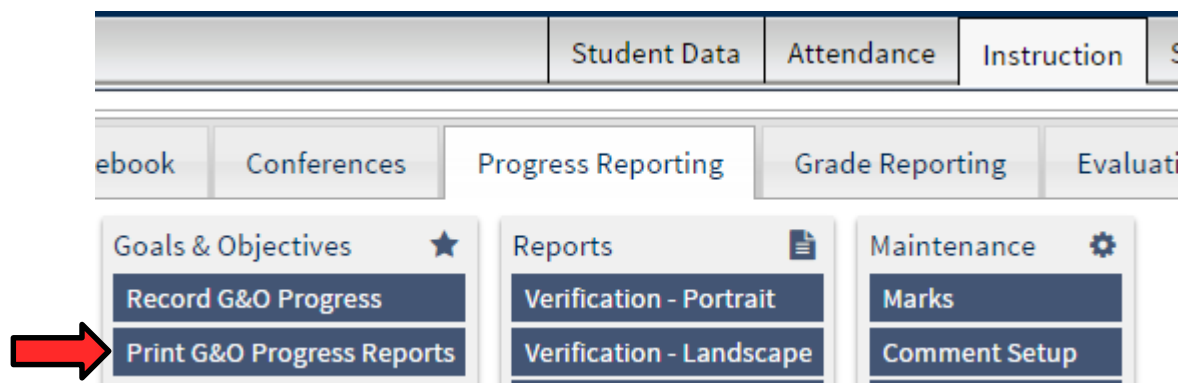 Student Data Attendance Instruction S
ebook Conferences Progress Reporting Grade Reporting Evaluati
Goals & Objectives
Record G&O Progress
Print G&O Progress Reports
Reports
Verification - Portrait
Verification - Landscape
Maintenance
Marks
Comment Setup